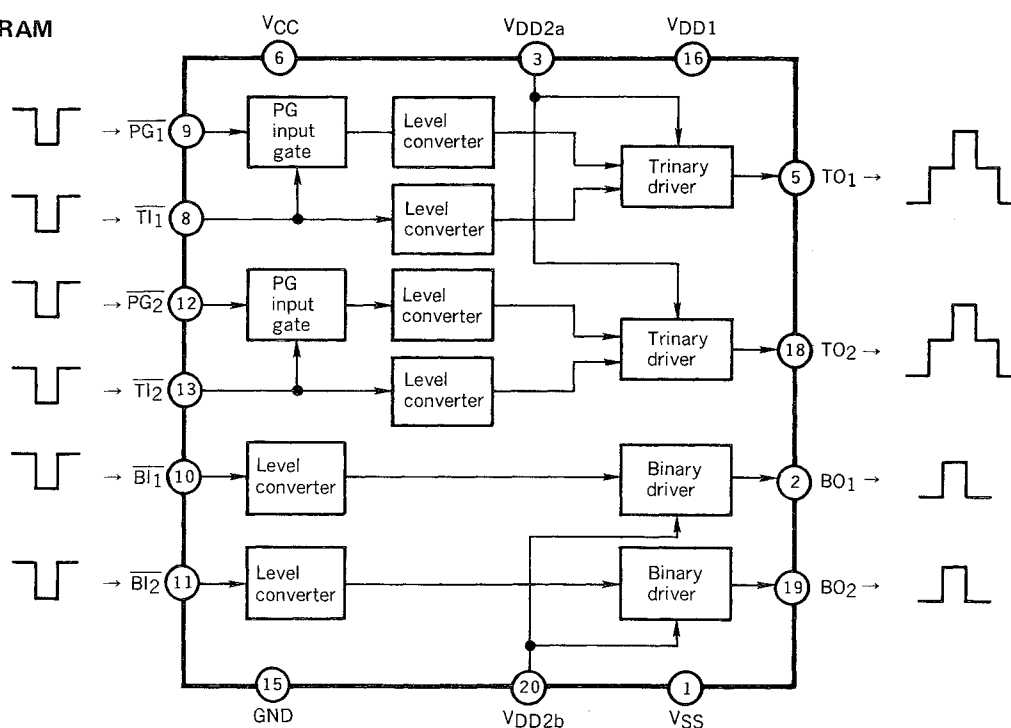 RAM
VCC
VDD2a
VDD1
6
3
16
→ PG1
9
PG
input
gate
Level
converter
Trinary
driver
5
TO1 →
→ TI1
8
Level
converter
→ PG2
12
PG
input
gate
Level
converter
Trinary
driver
18
TO2 →
→ TI2
13
Level
converter
→ BI1
10
Level
converter
Binary
driver
2
BO1 →
→ BI2
11
Level
converter
Binary
driver
19
BO2 →
15
20
1
GND
VDD2b
VSS